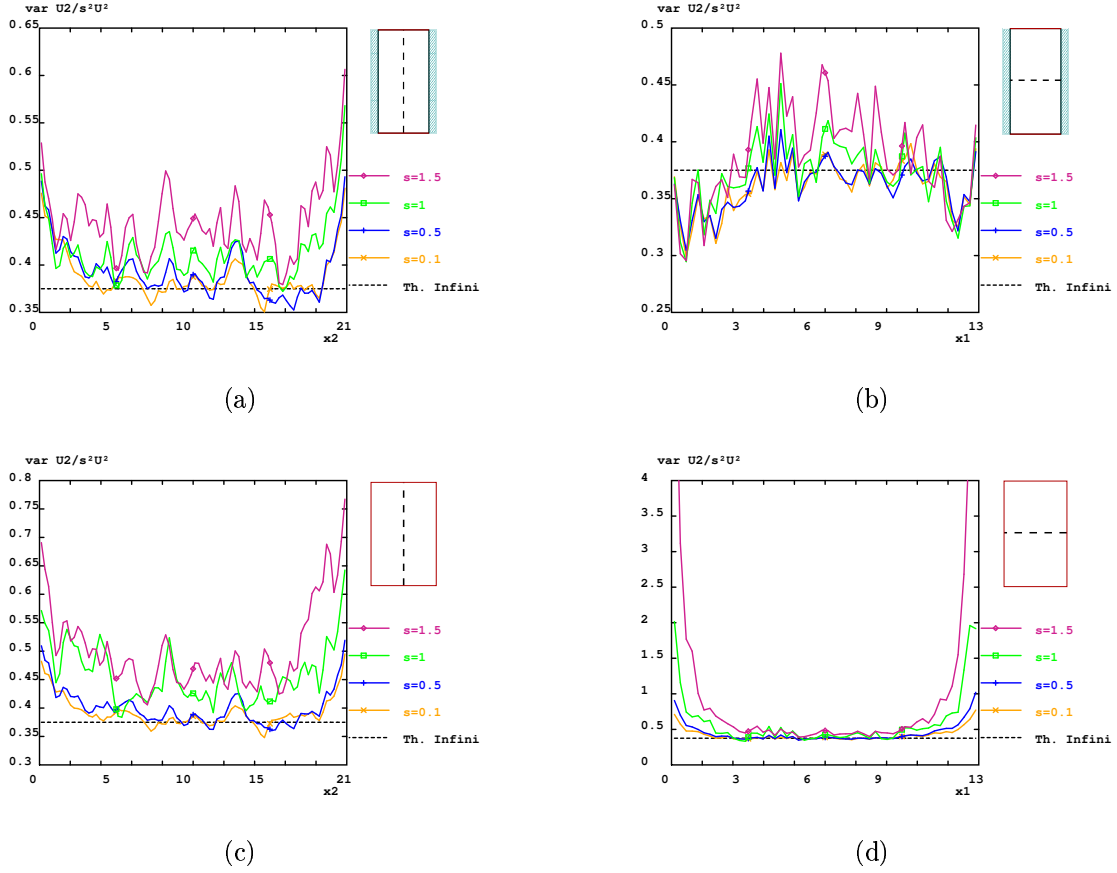 var U2/s²U²
0.65
0.6
0.55
0.5
0.45
0.4
0.35
0
5
10
15
21
x2
s=1.5
s=1
s=0.5
s=0.1
Th. Infini
(a)
var U2/s²U²
0.5
0.45
0.4
0.35
0.3
0.25
0
3
6
9
13
x1
s=1.5
s=1
s=0.5
s=0.1
Th. Infini
(b)
var U2/s²U²
0.8
0.75
0.7
0.65
0.6
0.55
0.5
0.45
0.4
0.35
0.3
0
5
10
15
21
x2
s=1.5
s=1
s=0.5
s=0.1
Th. Infini
(c)
var U2/s²U²
4
3.5
3
2.5
2
1.5
1
0.5
0
0
3
6
9
13
x1
s=1.5
s=1
s=0.5
s=0.1
Th. Infini
(d)